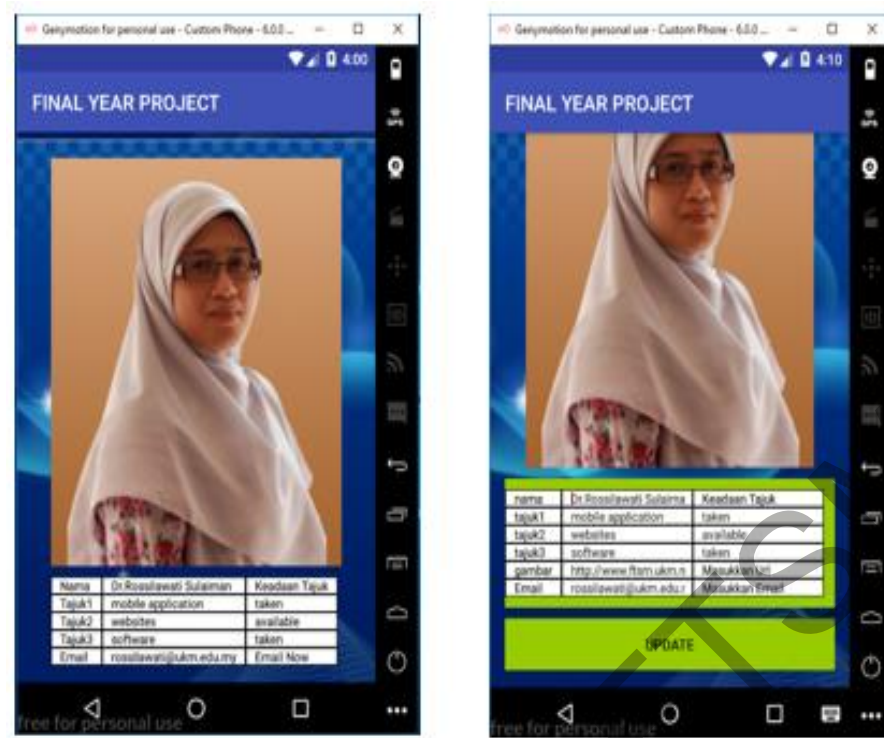 Genymotion for personal use - Custom Phone - 6.0.0 ...
4:00
FINAL YEAR PROJECT
GPS
Nama Dr.Rossilawati Sulaiman Keadaan Tajuk
Tajuk1 mobile application taken
Tajuk2 websites available
Tajuk3 software taken
Email rossilawati@ukm.edu.my Email Now
free for personal use
Genymotion for personal use - Custom Phone - 6.0.0 ...
4:10
FINAL YEAR PROJECT
GPS
nama Dr.Rossilawati Sulaima Keadaan Tajuk
tajuk1 mobile application taken
tajuk2 websites available
tajuk3 software taken
gambar http://www.ftsm.ukm.n Masukkan Url
Email rossilawati@ukm.edu.r Masukkan Email
UPDATE
free for personal use